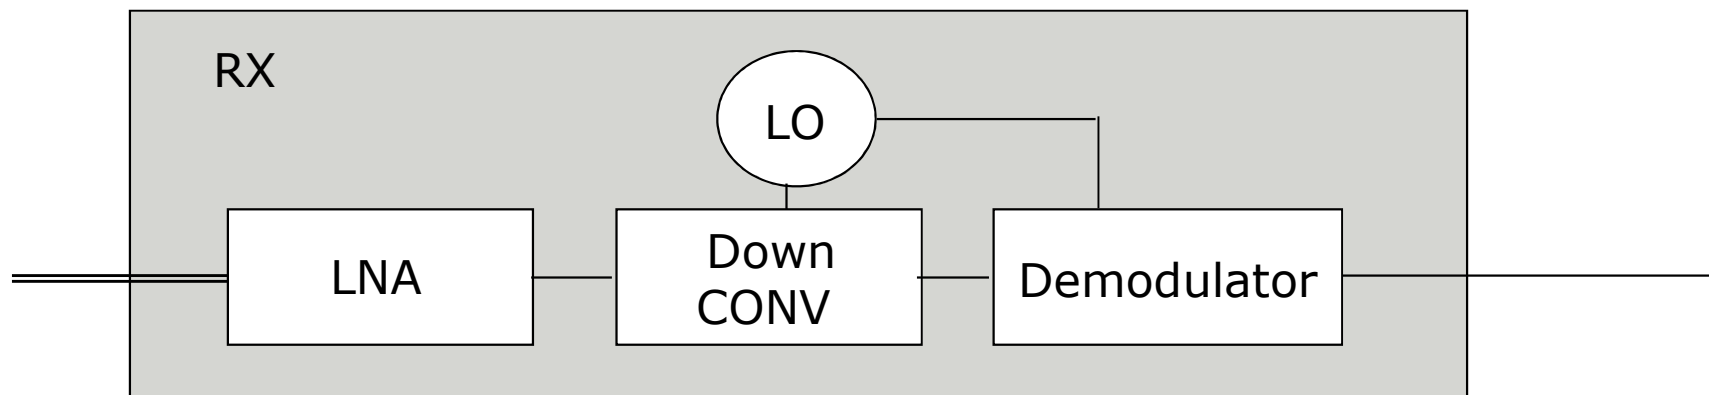 RX
LO
LNA
Down
CONV
Demodulator